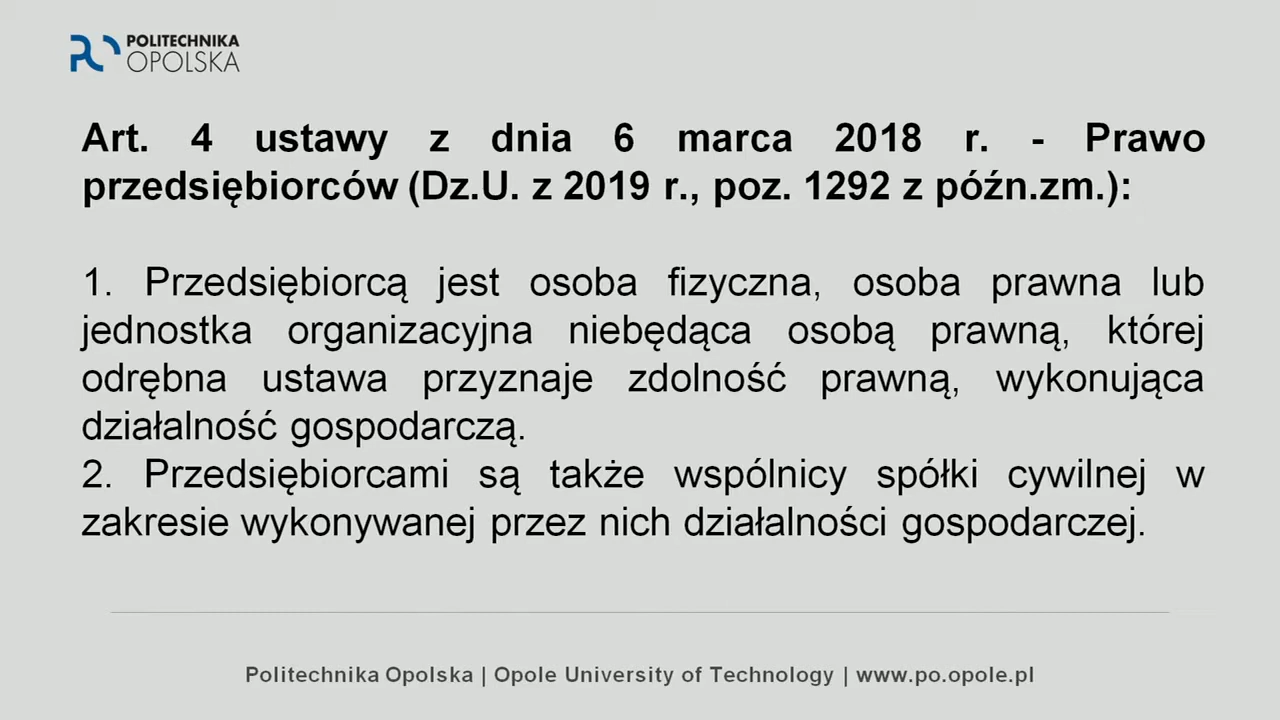 POLITECHNIKA
OPOLSKA
Art. 4 ustawy z dnia 6 marca 2018 r. - Prawo
przedsiębiorców (Dz.U. z 2019 r., poz. 1292 z późn.zm.):
1. Przedsiębiorcą jest osoba fizyczna, osoba prawna lub
jednostka organizacyjna niebędąca osobą prawną, której
odrębna ustawa przyznaje zdolność prawną, wykonująca
działalność gospodarczą.
2. Przedsiębiorcami są także wspólnicy spółki cywilnej w
zakresie wykonywanej przez nich działalności gospodarczej.
Politechnika Opolska | Opole University of Technology | www.po.opole.pl